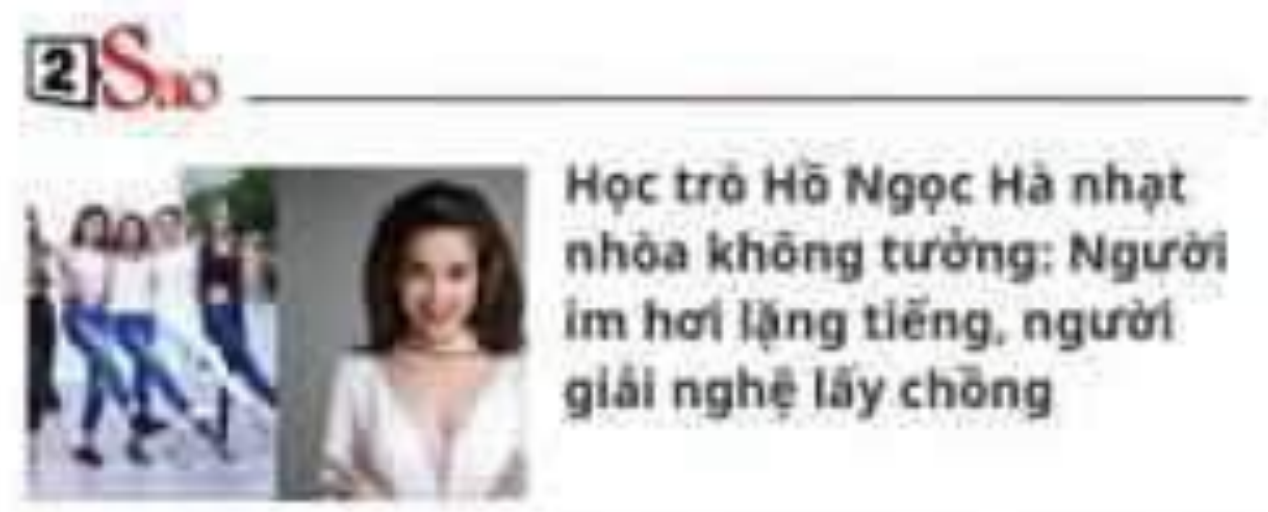 2Sao
Học trò Hồ Ngọc Hà nhạt
nhòa không tưởng: Người
im hơi lặng tiếng, người
giải nghệ lấy chồng